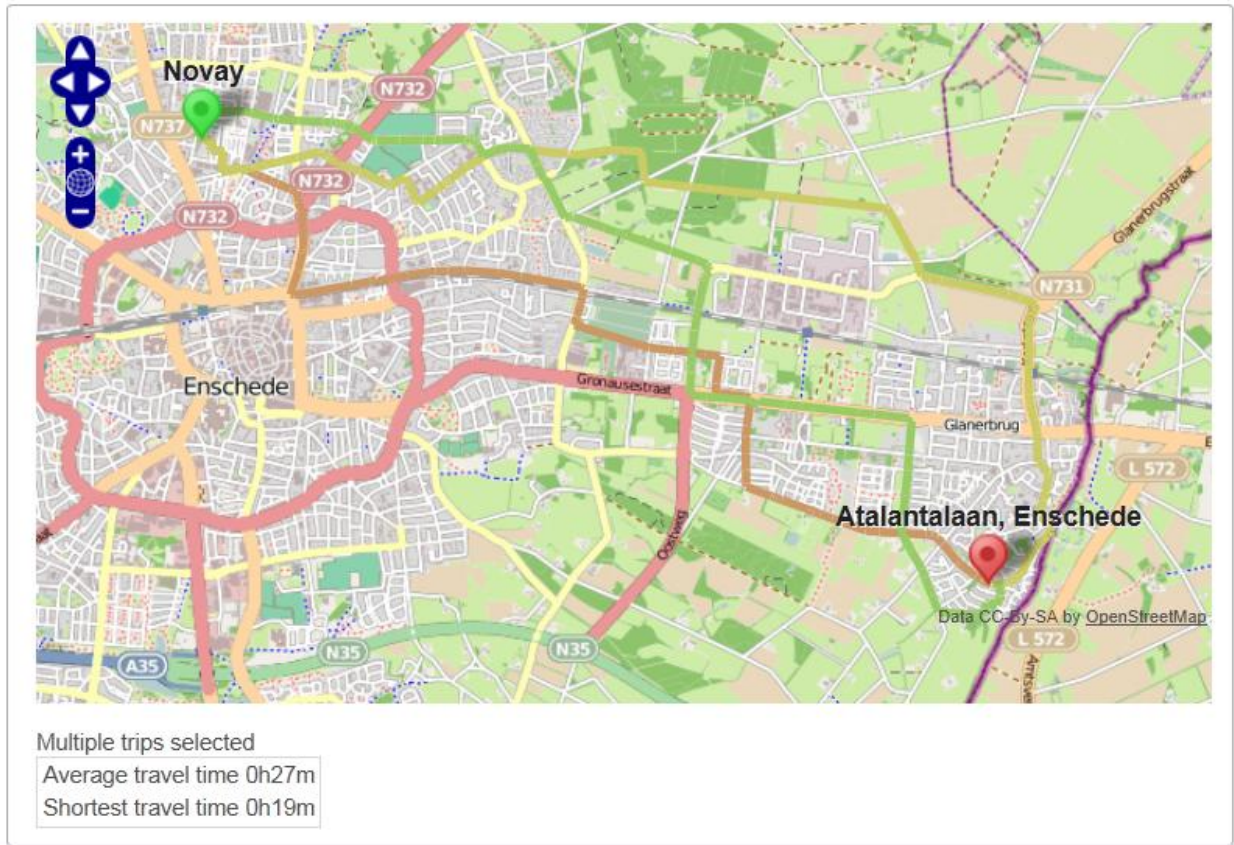 Novay
N732
N737
N732
N732
Glanerbrugstraat
N731
Enschede
Gronausestraat
Glanerbrug
L 572
Atalantalaan, Enschede
Oostweg
Data CC-By-SA by OpenStreetMap
L 572
N35
N35
A35
Multiple trips selected
Average travel time 0h27m
Shortest travel time 0h19m